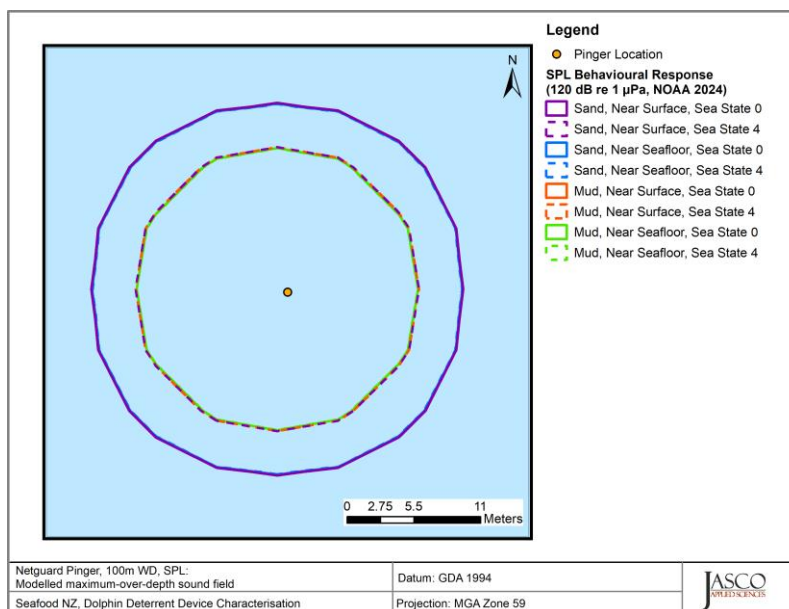 Legend
Pinger Location
SPL Behavioural Response
(120 dB re 1 µPa, NOAA 2024)
Sand, Near Surface, Sea State 0
Sand, Near Surface, Sea State 4
Sand, Near Seafloor, Sea State 0
Sand, Near Seafloor, Sea State 4
Mud, Near Surface, Sea State 0
Mud, Near Surface, Sea State 4
Mud, Near Seafloor, Sea State 0
Mud, Near Seafloor, Sea State 4
N
0 2.75 5.5 11
Meters
Netguard Pinger, 100m WD, SPL:
Modelled maximum-over-depth sound field
Datum: GDA 1994
Seafood NZ, Dolphin Deterrent Device Characterisation
Projection: MGA Zone 59
JASCO
APPLIED SCIENCES